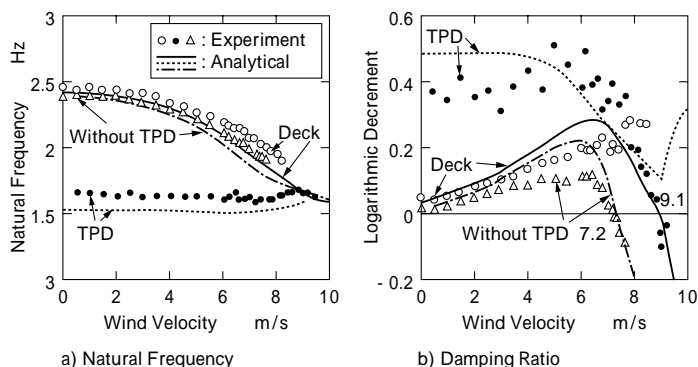 Natural Frequency Hz
3
2.5
2
1.5
3
0 2 4 6 8 10
Wind Velocity m/s
: Experiment
: Analytical
Without TPD
Deck
TPD
a) Natural Frequency
Logarithmic Decrement
0.6
0.4
0.2
0
- 0.2
0 2 4 6 8 10
Wind Velocity m/s
TPD
Deck
9.1
Without TPD 7.2
b) Damping Ratio